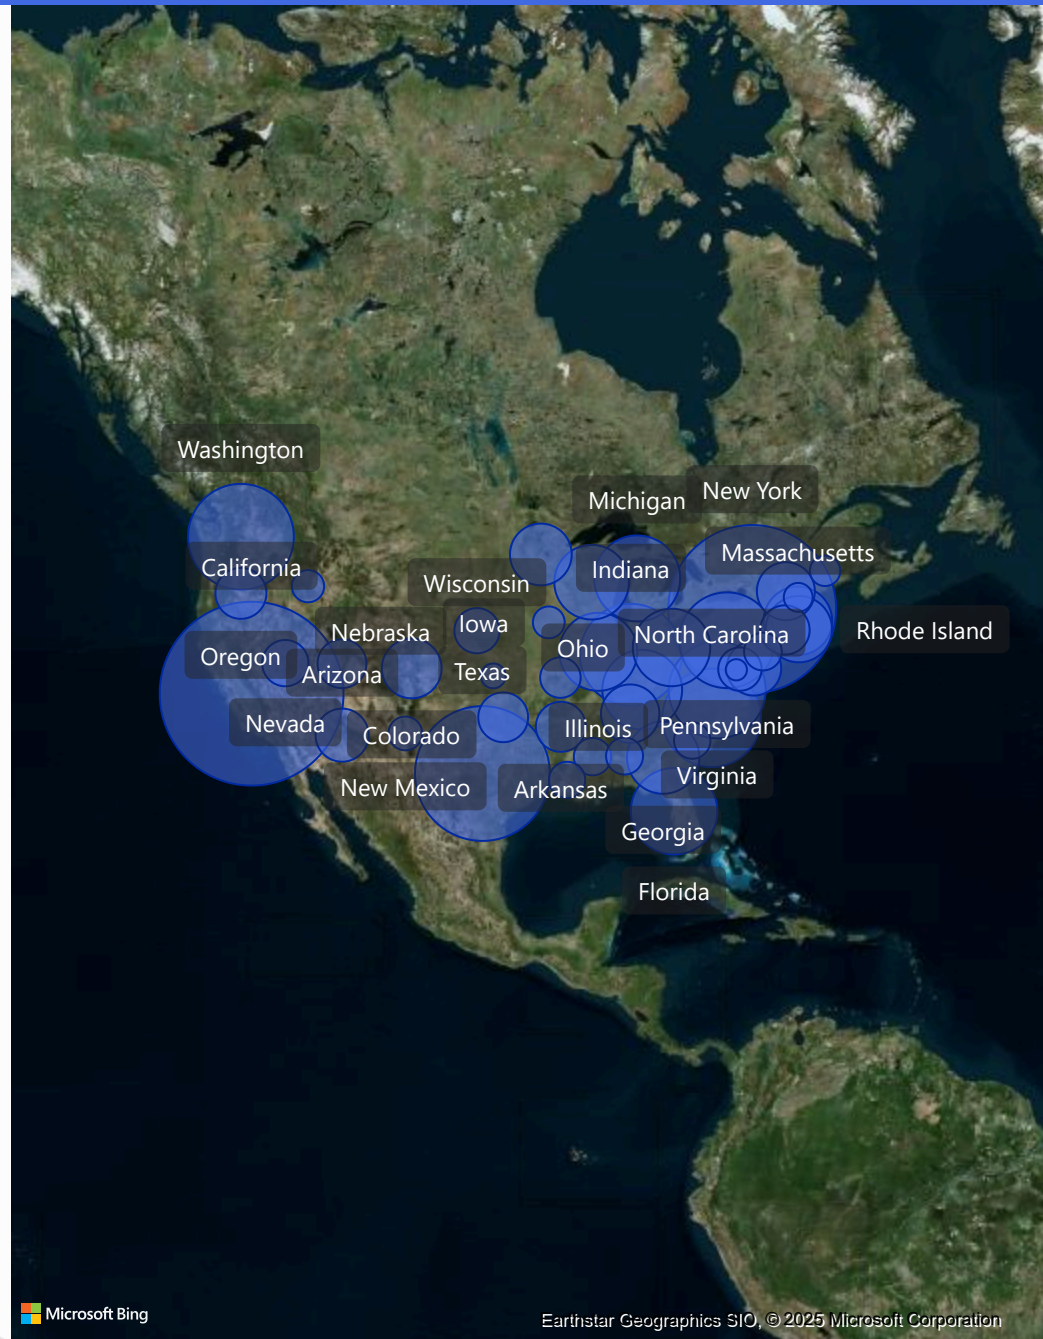 Washington
New York
Michigan
Massachusetts
California
Indiana
Wisconsin
Iowa
Rhode Island
Nebraska
North Carolina
Ohio
Oregon
Texas
Arizona
Nevada
Pennsylvania
Illinois
Colorado
Virginia
New Mexico
Arkansas
Georgia
Florida
Microsoft Bing
Earthstar Geographics SIO, © 2025 Microsoft Corporation